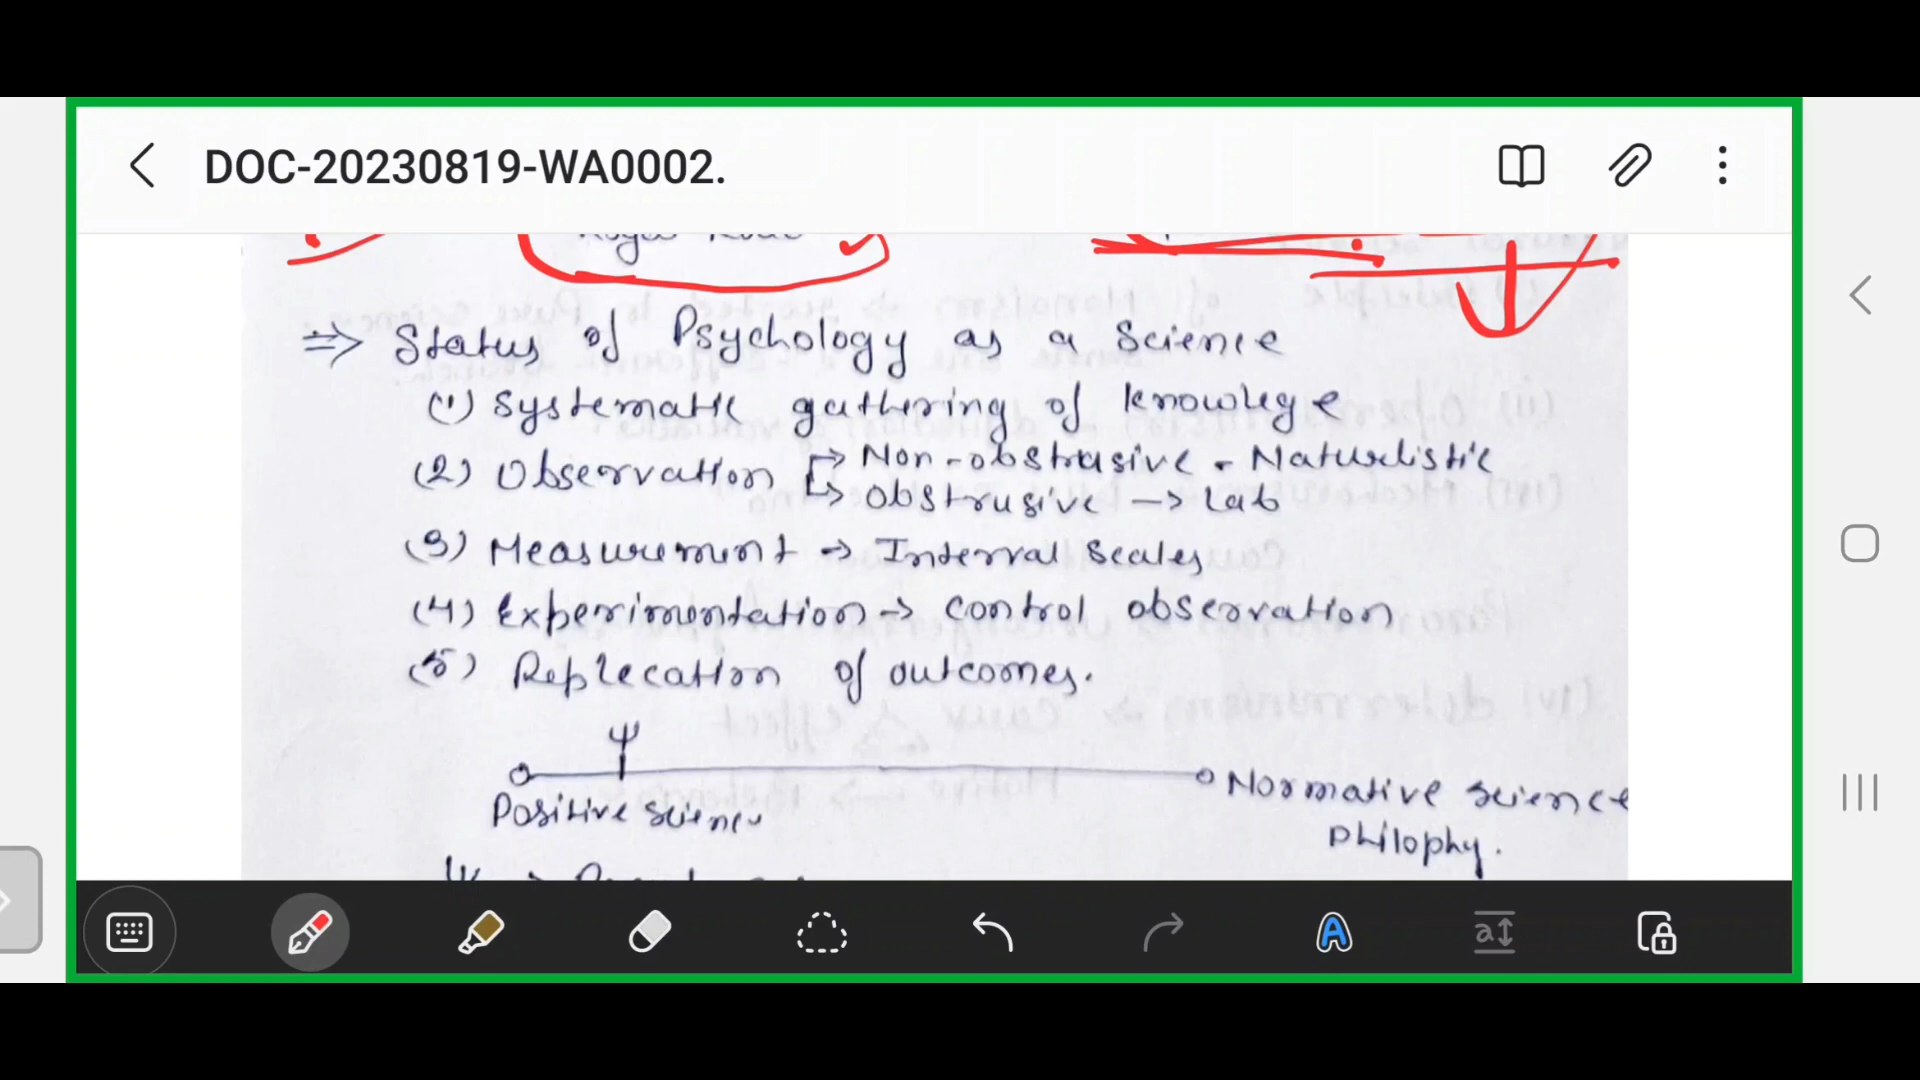 DOC-20230819-WA0002.
⇒ Status of Psychology as a Science
(1) Systematic gathering of knowlege
(2) Observation → Non-obstrusive - Naturalistic
→ Obstrusive → Lab
(3) Measurement → Interval Scales
(4) Experimentation → Control observation
(5) Replecation of outcomes.
Ψ
Positive Science
Normative Science
Philophy.